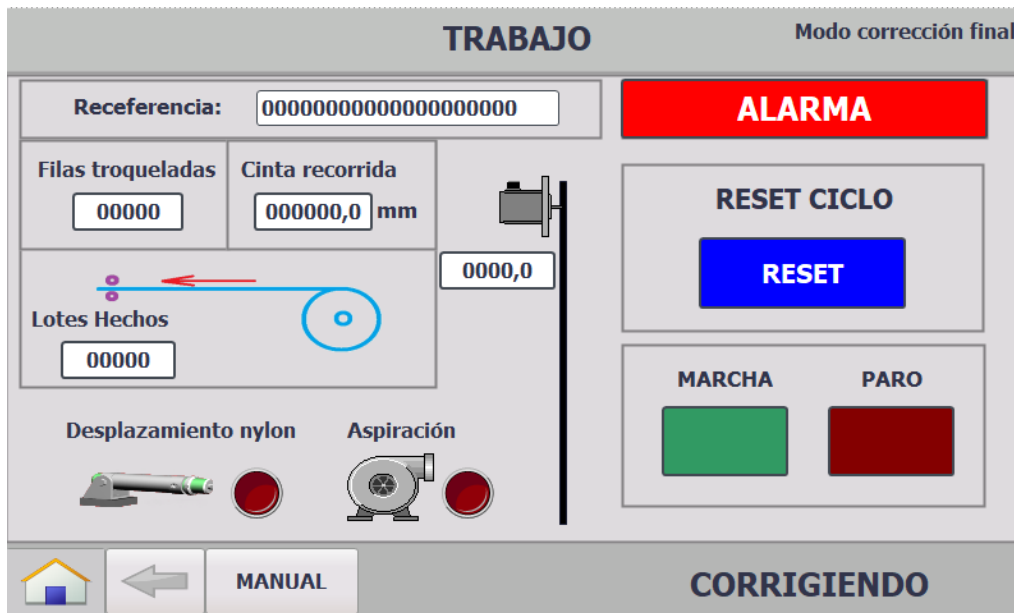 TRABAJO
Modo corrección final
Receferencia:
00000000000000000000
ALARMA
Filas troqueladas
00000
Cinta recorrida
000000,0 mm
RESET CICLO
RESET
0000,0
Lotes Hechos
00000
MARCHA
PARO
Desplazamiento nylon
Aspiración
MANUAL
CORRIGIENDO